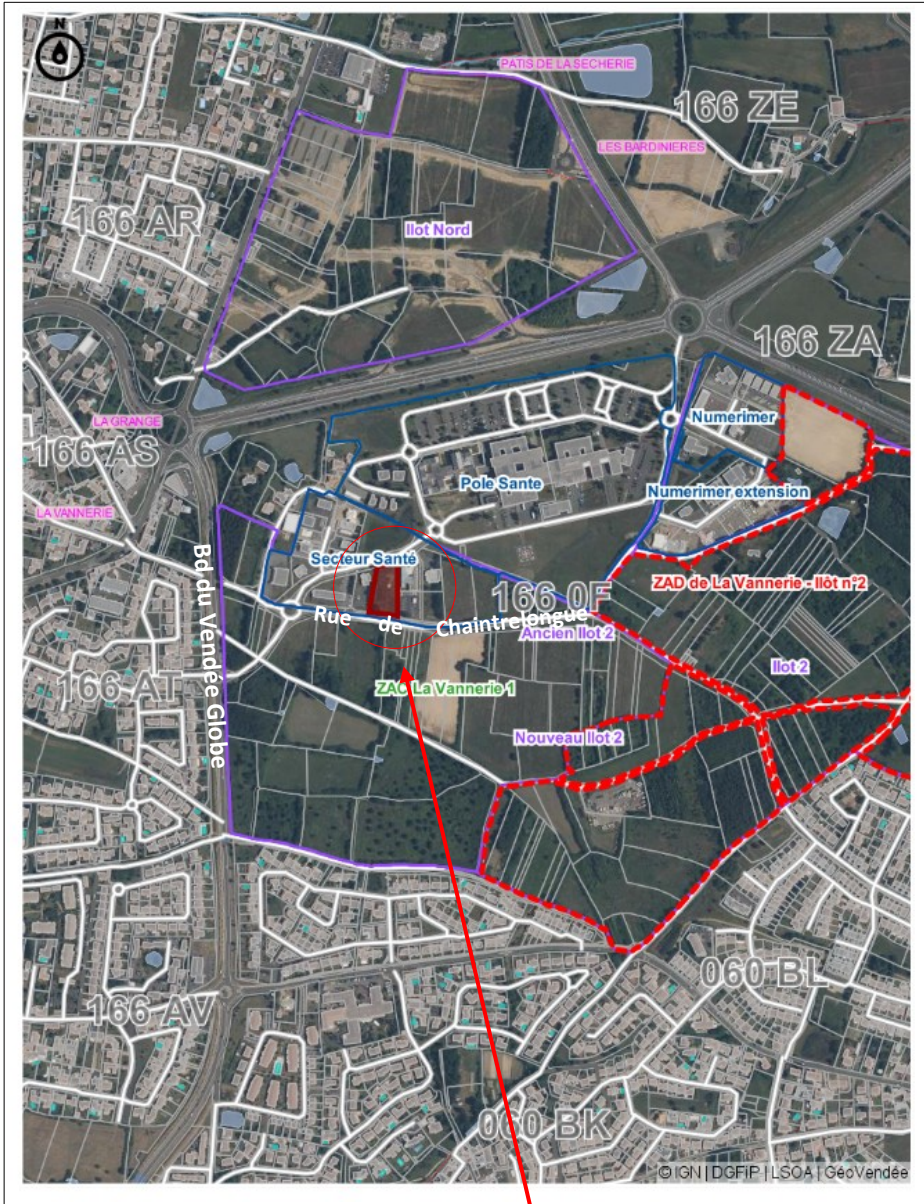 N
PATIS DE LA SECHERIE
166 ZE
LES BARDINIERES
166 AR
Ilot Nord
166 ZA
LA GRANGE
166 AS
Numerimer
Pole Sante
Numerimer extension
LA VANNERIE
Secteur Santé
ZAD de La Vannerie - Ilôt n°2
166 0F
Rue de Chaintrelongue
Ancien Ilot 2
Bd du Vendée Globe
Ilot 2
166 AT
ZAC La Vannerie 1
Nouveau Ilot 2
060 BL
166 AV
060 BK
© IGN | DGFiP | LSOA | GéoVendée